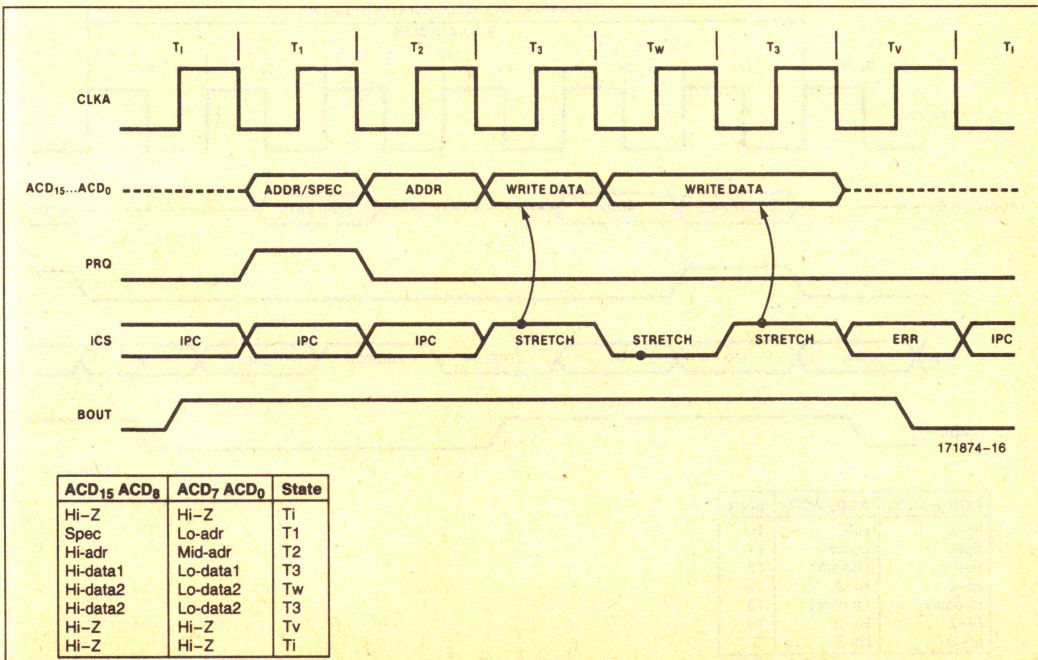 Tı T₁ T₂ T₃ Tw T₃ Tv Tı
CLKA
ACD₁₅...ACD₀ ADDR/SPEC ADDR WRITE DATA WRITE DATA
PRQ
ICS IPC IPC IPC STRETCH STRETCH STRETCH ERR IPC
BOUT
171874–16
ACD₁₅ ACD₈ ACD₇ ACD₀ State
Hi–Z Hi–Z Ti
Spec Lo-adr T1
Hi-adr Mid-adr T2
Hi-data1 Lo-data1 T3
Hi-data2 Lo-data2 Tw
Hi-data2 Lo-data2 T3
Hi–Z Hi–Z Tv
Hi–Z Hi–Z Ti